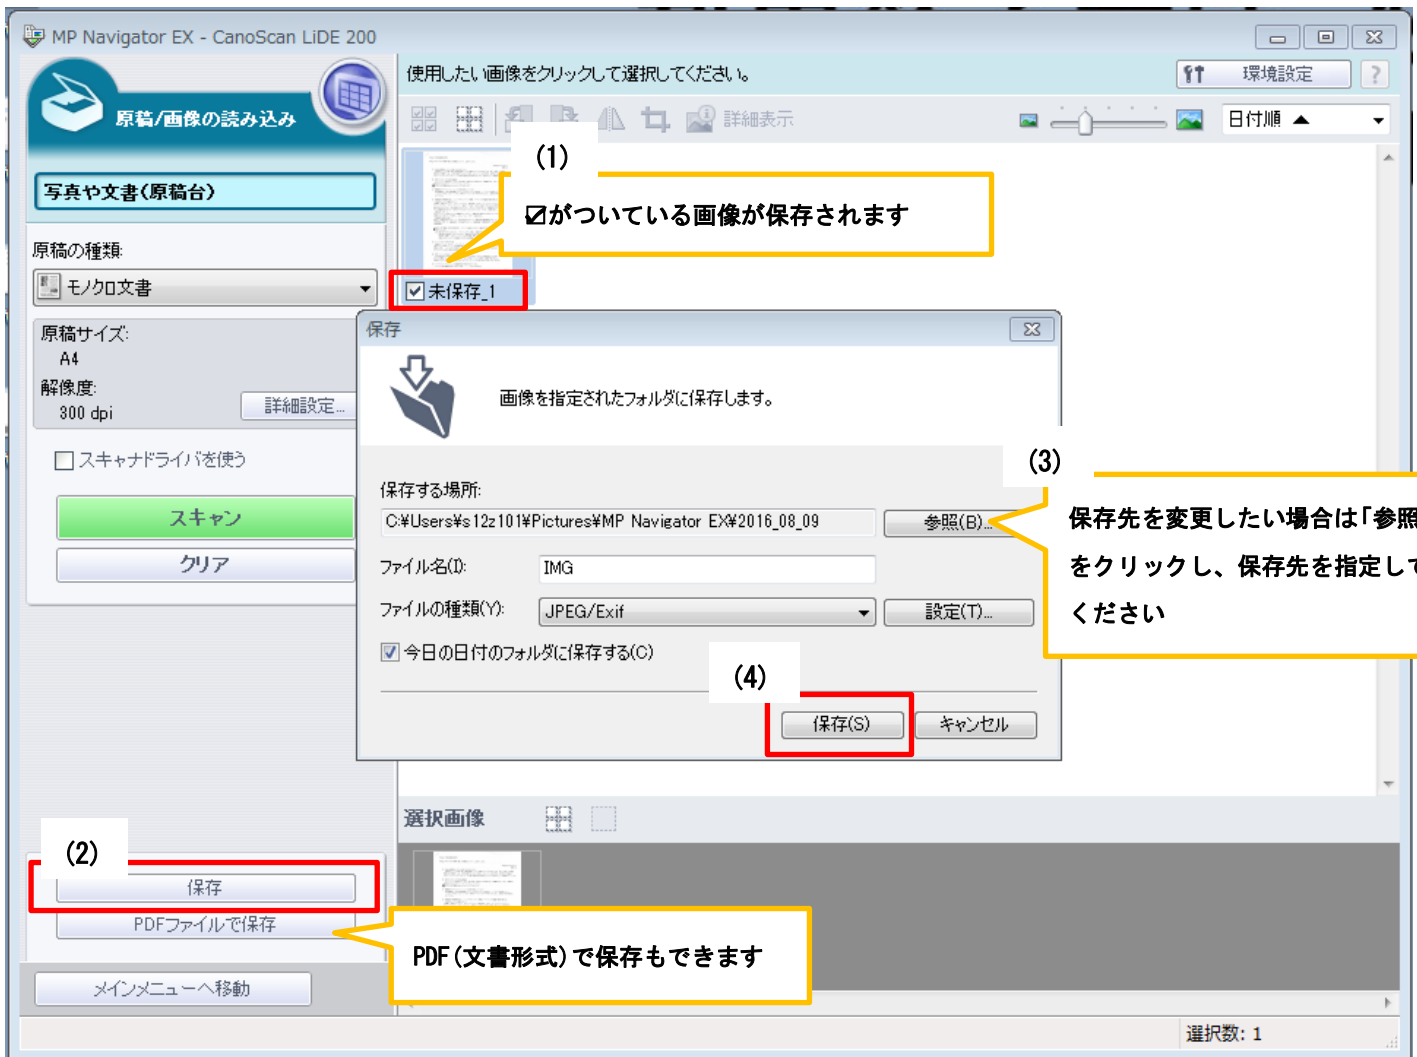 MP Navigator EX - CanoScan LiDE 200
原稿/画像の読み込み
使用したい画像をクリックして選択してください。
環境設定
?
詳細表示
日付順 ▲
(1)
☑がついている画像が保存されます
写真や文書(原稿台)
原稿の種類:
モノクロ文書
未保存_1
原稿サイズ:
A4
解像度:
300 dpi
詳細設定...
スキャナドライバを使う
スキャン
クリア
保存
画像を指定されたフォルダに保存します。
(3)
保存する場所:
C:¥Users¥s12z101¥Pictures¥MP Navigator EX¥2016_08_09
参照(B)...
保存先を変更したい場合は「参照
をクリックし、保存先を指定して
ください
ファイル名(I):
IMG
ファイルの種類(Y):
JPEG/Exif
設定(T)...
今日の日付のフォルダに保存する(C)
(4)
保存(S)
キャンセル
選択画像
(2)
保存
PDFファイルで保存
PDF(文書形式)で保存もできます
メインメニューへ移動
選択数: 1